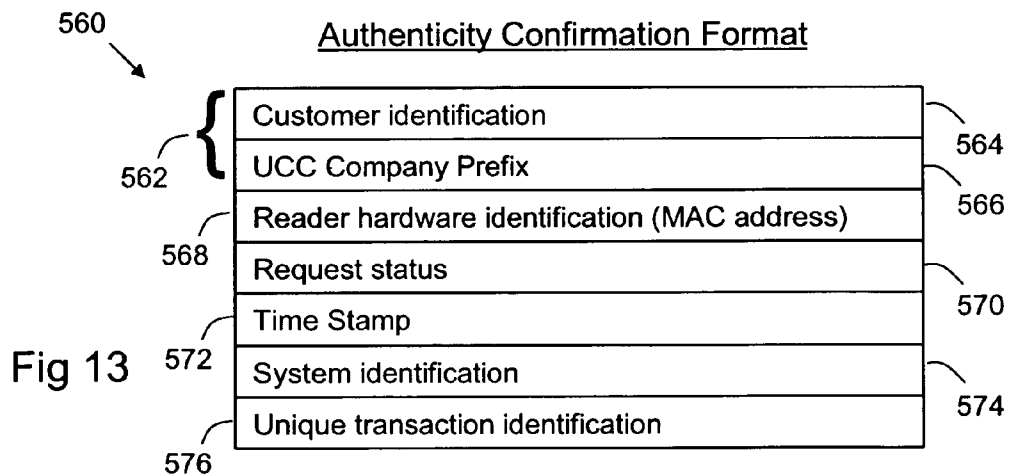 560
Authenticity Confirmation Format
Customer identification
564
UCC Company Prefix
562
566
Reader hardware identification (MAC address)
568
Request status
570
Time Stamp
572
Fig 13
System identification
574
Unique transaction identification
576